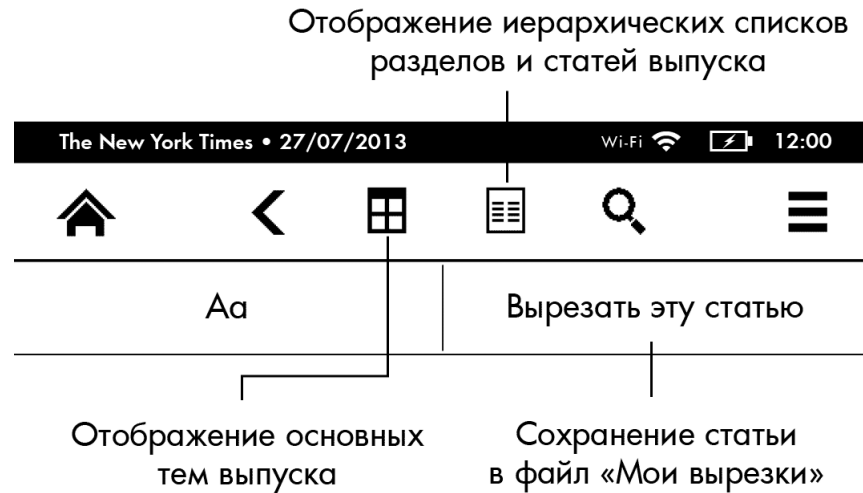 Отображение иерархических списков
разделов и статей выпуска
The New York Times • 27/07/2013 Wi-Fi 12:00
Aa Вырезать эту статью
Отображение основных
тем выпуска
Сохранение статьи
в файл «Мои вырезки»